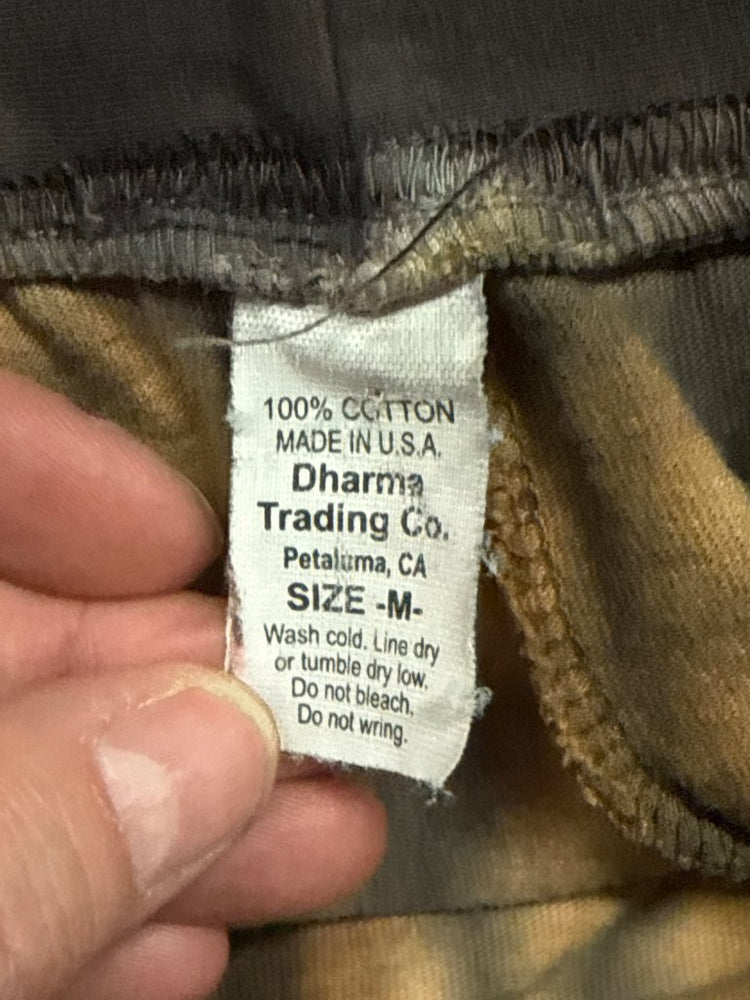 100% COTTON
MADE IN U.S.A.
Dharma
Trading Co.
Petaluma, CA
SIZE -M-
Wash cold. Line dry
or tumble dry low.
Do not bleach.
Do not wring.